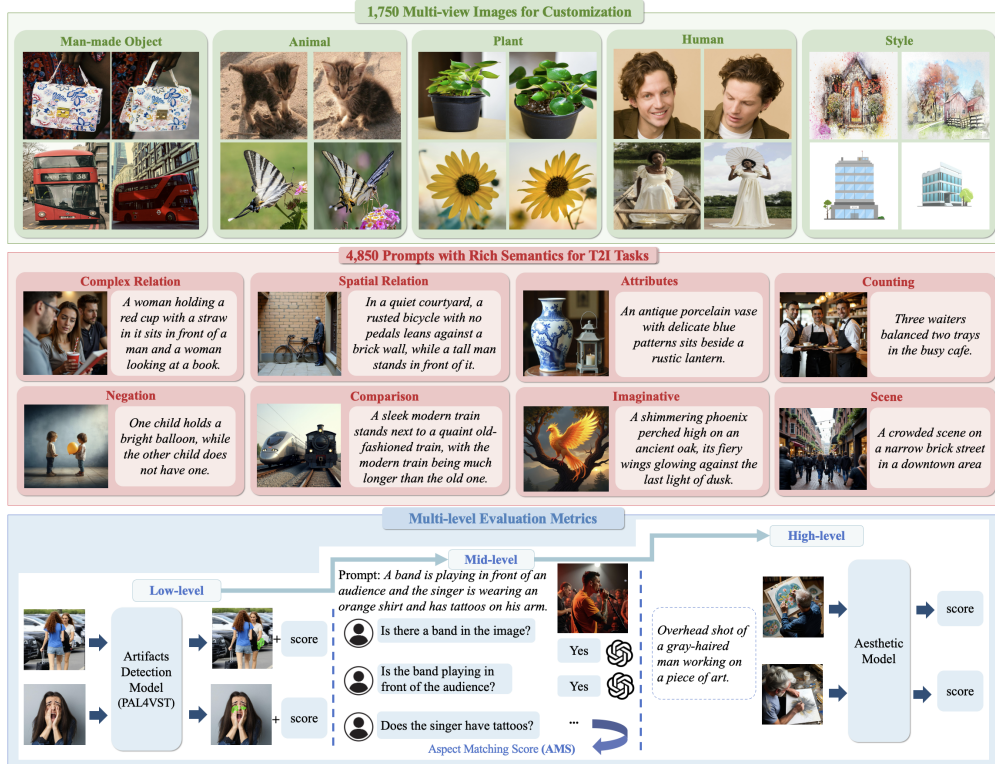 1,750 Multi-view Images for Customization
Man-made Object
Animal
Plant
Human
Style
4,850 Prompts with Rich Semantics for T2I Tasks
Complex Relation
A woman holding a
red cup with a straw
in it sits in front of a
man and a woman
looking at a book.
Spatial Relation
In a quiet courtyard, a
rusted bicycle with no
pedals leans against a
brick wall, while a tall man
stands in front of it.
Attributes
An antique porcelain vase
with delicate blue
patterns sits beside a
rustic lantern.
Counting
Three waiters
balanced two trays
in the busy cafe.
Negation
One child holds a
bright balloon, while
the other child does
not have one.
Comparison
A sleek modern train
stands next to a quaint old-
fashioned train, with the
modern train being much
longer than the old one.
Imaginative
A shimmering phoenix
perched high on an
ancient oak, its fiery
wings glowing against the
last light of dusk.
Scene
A crowded scene on
a narrow brick street
in a downtown area
Multi-level Evaluation Metrics
Low-level
Artifacts
Detection
Model
(PAL4VST)
+ score
+ score
Mid-level
Prompt: A band is playing in front of an
audience and the singer is wearing an
orange shirt and has tattoos on his arm.
Is there a band in the image?
Yes
Is the band playing in
front of the audience?
Yes
Does the singer have tattoos?
...
Aspect Matching Score (AMS)
High-level
Overhead shot of
a gray-haired
man working on
a piece of art.
Aesthetic
Model
score
score